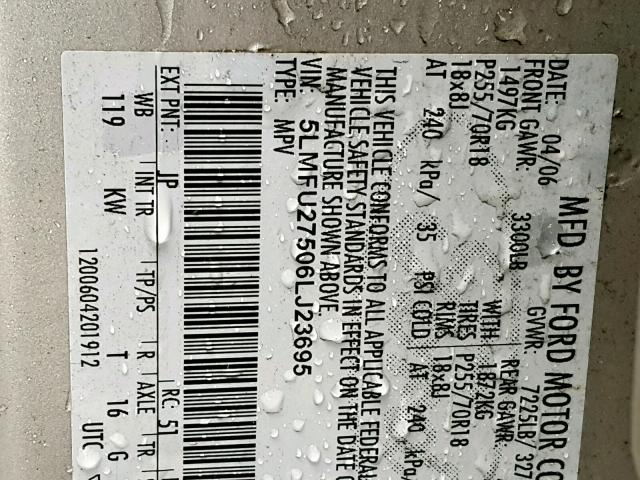 MFD BY FORD MOTOR CO
DATE: 04/06 GVWR: 7225LB/ 327
FRONT GAWR: 3300LB REAR GAWR:
1497KG WITH 1872KG
P255/70R18 TIRES P255/70R18
18x8J RIMS 18x8J
AT 240 kPa/ 35 PSI COLD AT 240 kPa/
THIS VEHICLE CONFORMS TO ALL APPLICABLE FEDERAL
VEHICLE SAFETY STANDARDS IN EFFECT ON THE DATE O
MANUFACTURE SHOWN ABOVE.
VIN: 5LMFU27506LJ23695
TYPE: MPV
EXT PNT: JP RC: 51
WB INT TR TP/PS R AXLE TR
119 KW T 16 G
1200604201912 UTC